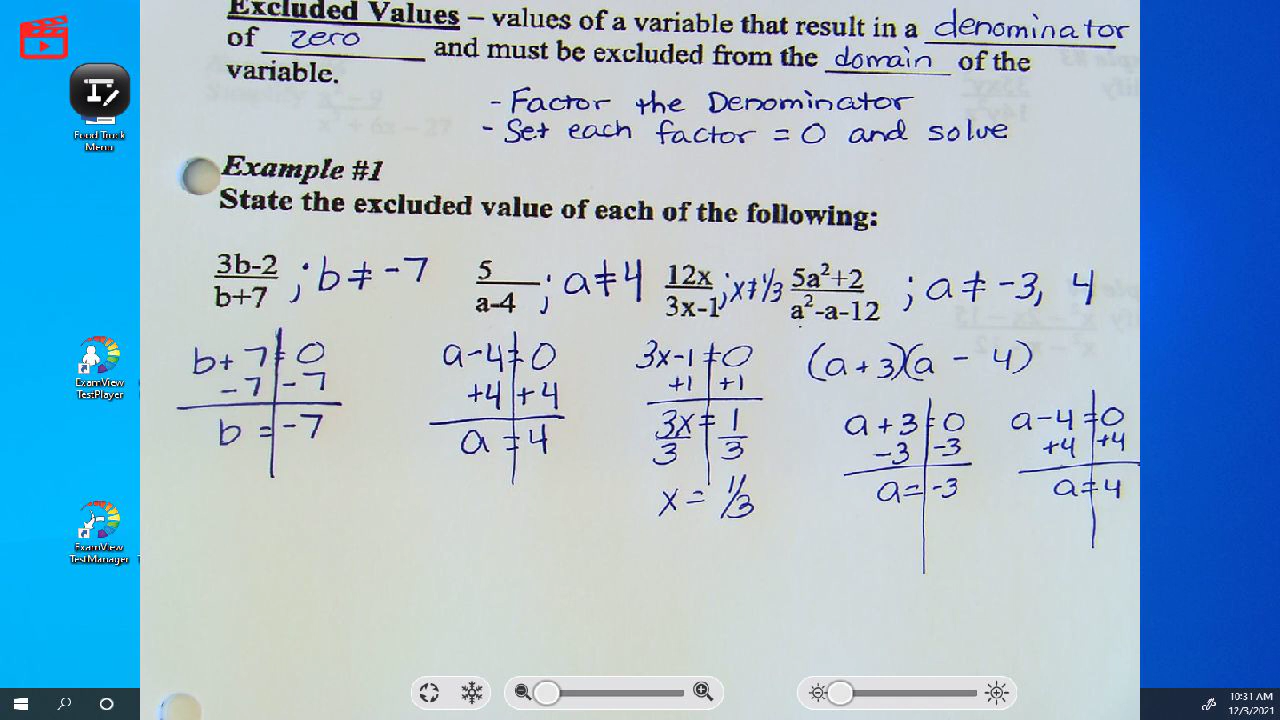 Excluded Values – values of a variable that result in a denominator
of zero and must be excluded from the domain of the
variable.
- Factor the Denominator
- Set each factor = 0 and solve
Example #1
State the excluded value of each of the following:
3b-2 ; b ≠ -7 5 ; a ≠ 4 12x ; x ≠ 1/3 5a²+2 ; a ≠ -3, 4
b+7 a-4 3x-1 a²-a-12
b+7=0 a-4=0 3x-1=0 (a+3)(a - 4)
-7 -7 +4 +4 +1 +1
b = -7 a = 4 3x = 1
3 3
x = 1/3
a+3=0 a-4=0
-3 -3 +4 +4
a = -3 a = 4
Food Truck
Menu
ExamView
TestPlayer
ExamView
TestManager
10:31 AM
12/3/2021